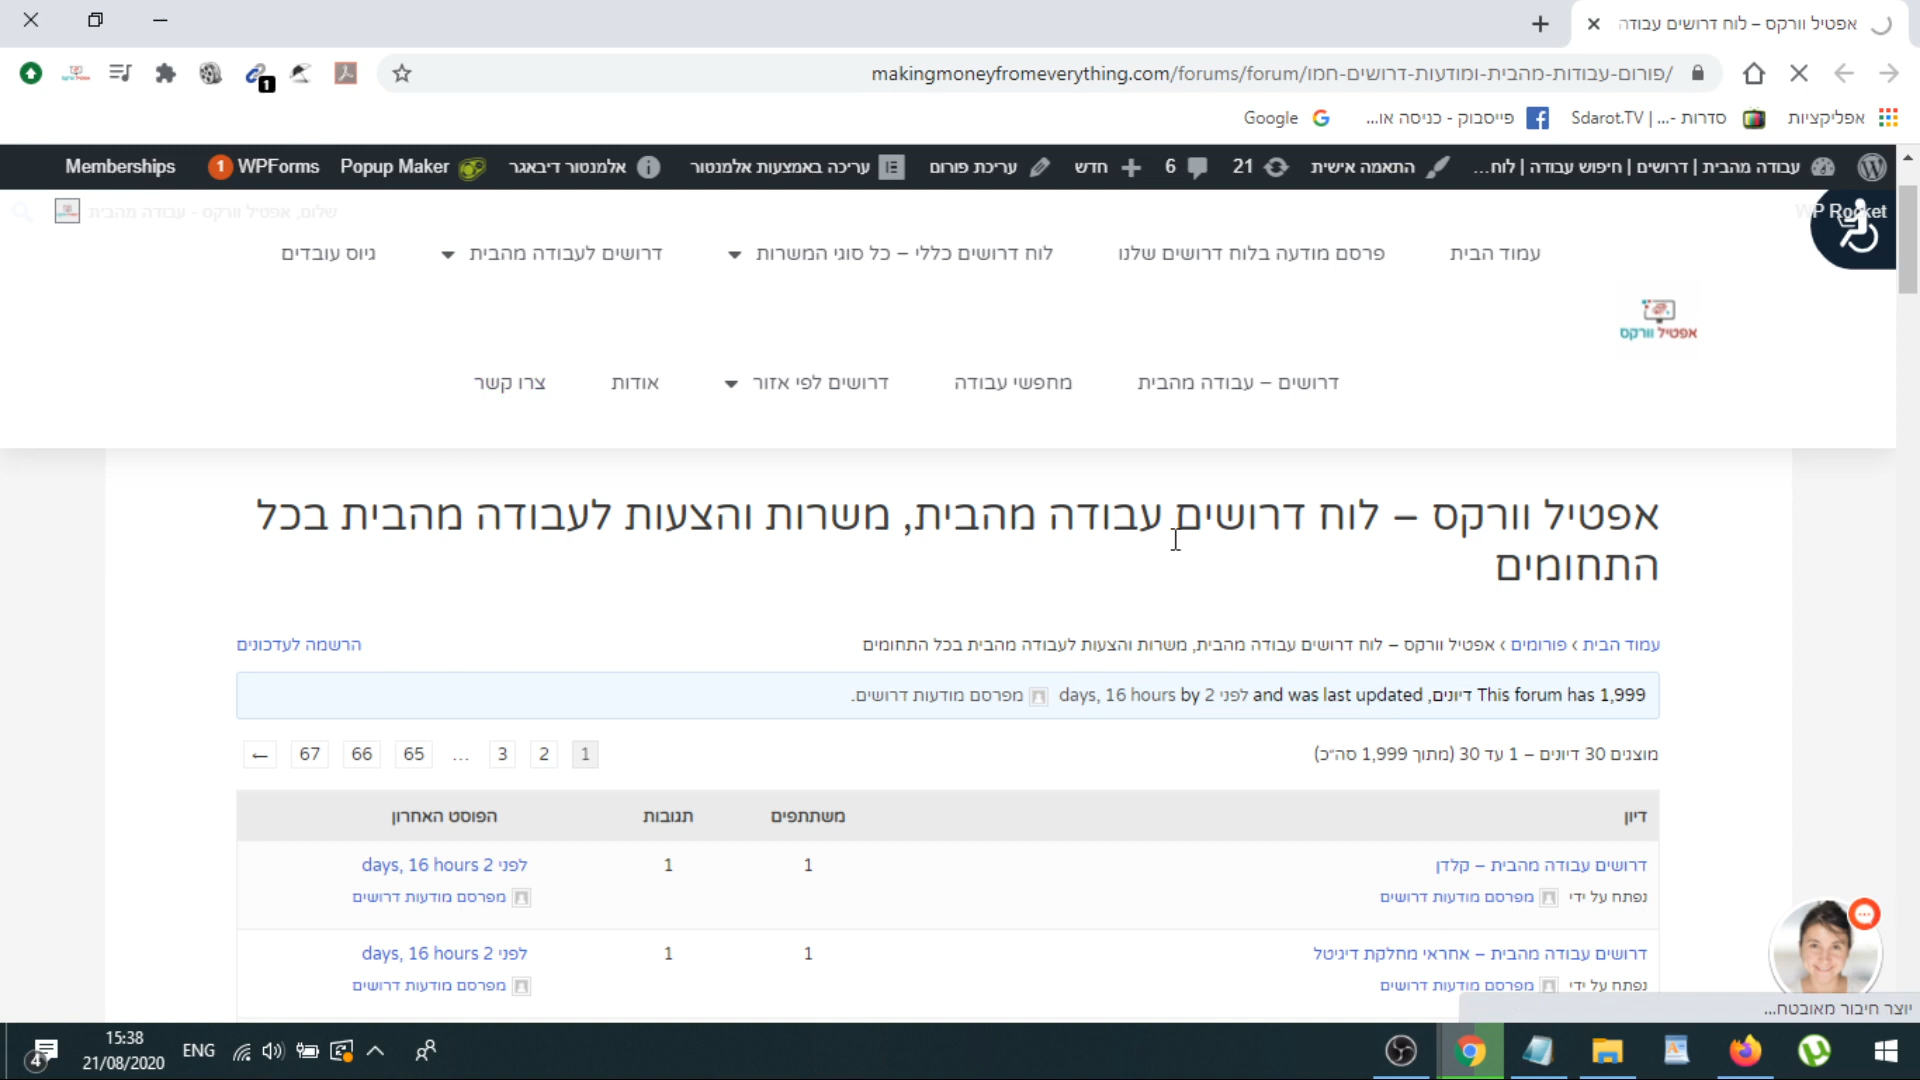 אפטיל וורקס – לוח דרושים עבודה
makingmoneyfromeverything.com/forums/forum/פורום-עבודות-מהבית-ומודעות-דרושים-חמו/
1
אפליקציות
סדרות -... | Sdarot.TV
פייסבוק - כניסה או...
Google
עבודה מהבית | דרושים | חיפוש עבודה | לוח...
התאמה אישית
21
6
חדש
עריכת פורום
עריכה באמצעות אלמנטור
אלמנטור דיבאגר
Popup Maker
WPForms 1
Memberships
WP Rocket
שלום, אפטיל וורקס - עבודה מהבית
עמוד הבית
פרסם מודעה בלוח דרושים שלנו
לוח דרושים כללי – כל סוגי המשרות
דרושים לעבודה מהבית
גיוס עובדים
אפטיל וורקס
דרושים – עבודה מהבית
מחפשי עבודה
דרושים לפי אזור
אודות
צרו קשר
אפטיל וורקס – לוח דרושים עבודה מהבית, משרות והצעות לעבודה מהבית בכל
התחומים
עמוד הבית › פורומים › אפטיל וורקס – לוח דרושים עבודה מהבית, משרות והצעות לעבודה מהבית בכל התחומים
הרשמה לעדכונים
This forum has 1,999 דיונים, and was last updated לפני 2 days, 16 hours by מפרסם מודעות דרושים.
מוצגים 30 דיונים – 1 עד 30 (מתוך 1,999 סה״כ)
1 2 3 … 65 66 67 ←
דיון משתתפים תגובות הפוסט האחרון
דרושים עבודה מהבית – קלדן 1 1 לפני 2 days, 16 hours
נפתח על ידי מפרסם מודעות דרושים מפרסם מודעות דרושים
דרושים עבודה מהבית – אחראי מחלקת דיגיטל 1 1 לפני 2 days, 16 hours
נפתח על ידי מפרסם מודעות דרושים מפרסם מודעות דרושים
יוצר חיבור מאובטח...
4
15:38
21/08/2020
ENG